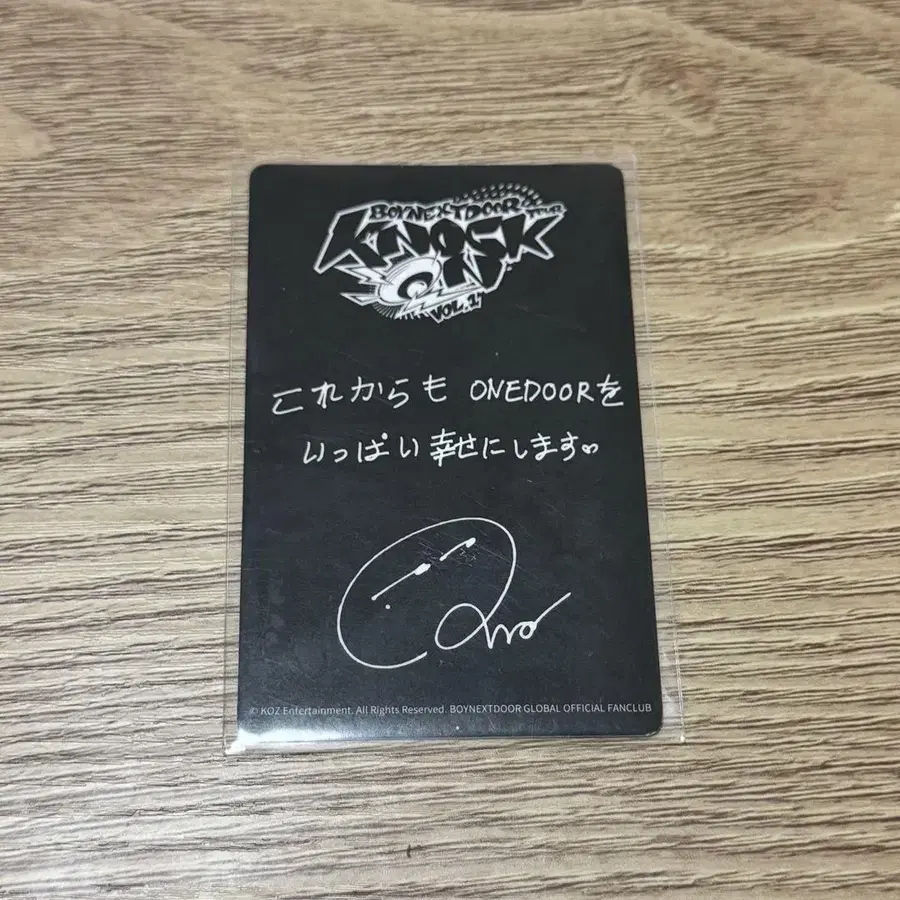 BOYNEXTDOOR TOUR
KNOCK
ON
VOL.1
これからも ONEDOORを
いっぱい幸せにします♡
© KOZ Entertainment. All Rights Reserved. BOYNEXTDOOR GLOBAL OFFICIAL FANCLUB